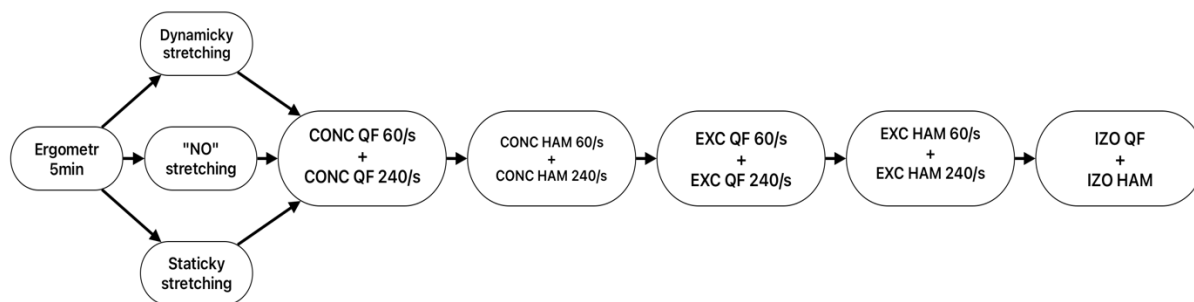 Ergometr
5min
Dynamicky
stretching
"NO"
stretching
Staticky
stretching
CONC QF 60/s
+
CONC QF 240/s
CONC HAM 60/s
+
CONC HAM 240/s
EXC QF 60/s
+
EXC QF 240/s
EXC HAM 60/s
+
EXC HAM 240/s
IZO QF
+
IZO HAM